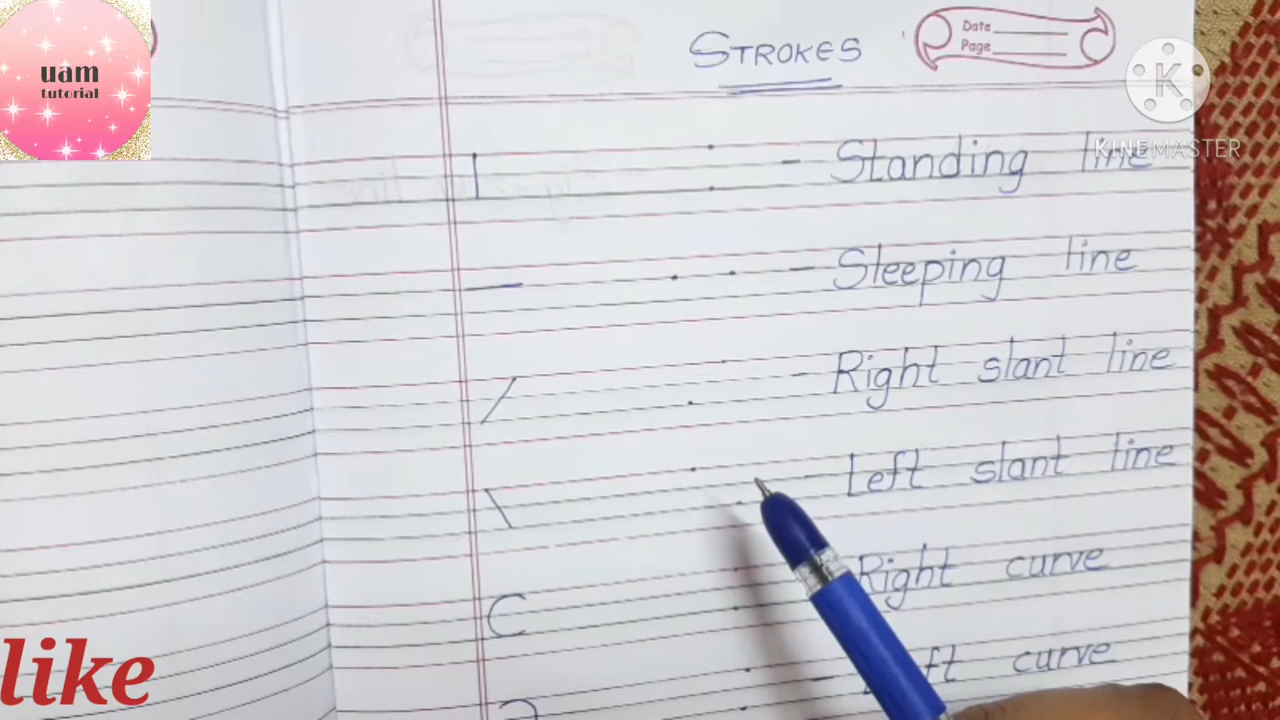 uam
tutorial
STROKES
Date
Page
K
KINEMASTER
| - Standing line
— - Sleeping line
/ - Right slant line
\ - Left slant line
C Right curve
ft curve
like